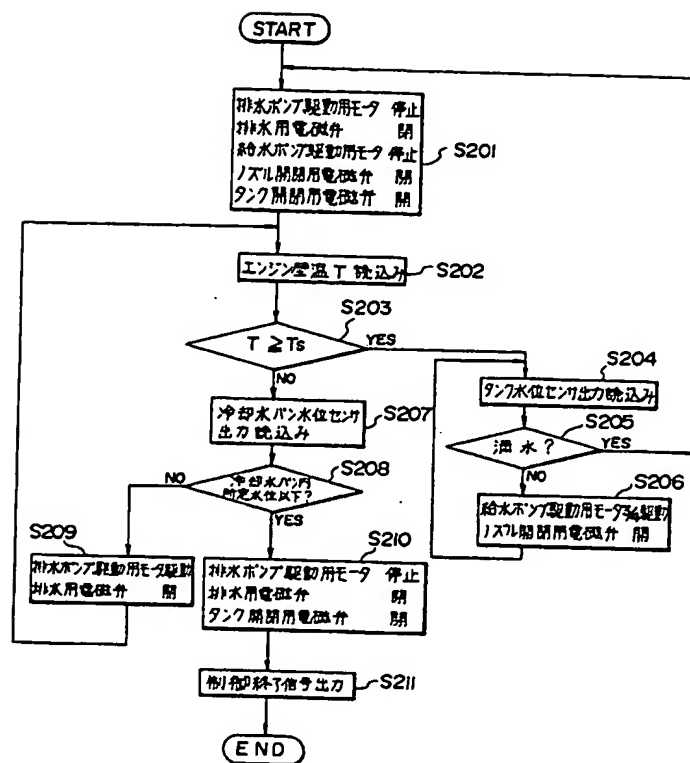 START
排水ポンプ駆動用モータ 停止
排水用電磁弁 閉
給水ポンプ駆動用モータ 停止
ノズル開閉用電磁弁
タンク開閉用電磁弁
S201
エンジン壁温T 読込み
S202
S203
T ≧ Ts
YES
NO
S204
タンク水位センサ出力読込み
S205
満水?
YES
NO
S206
給水ポンプ駆動用モータ 駆動
ノズル開閉用電磁弁
冷却水パン水位センサ
出力読込み
S207
S208
冷却水パン内
所定水位以下?
NO
YES
S209
排水ポンプ駆動用モータ駆動
排水用電磁弁
S210
排水ポンプ駆動用モータ 停止
排水用電磁弁
タンク開閉用電磁弁
制御終了信号出力
S211
END